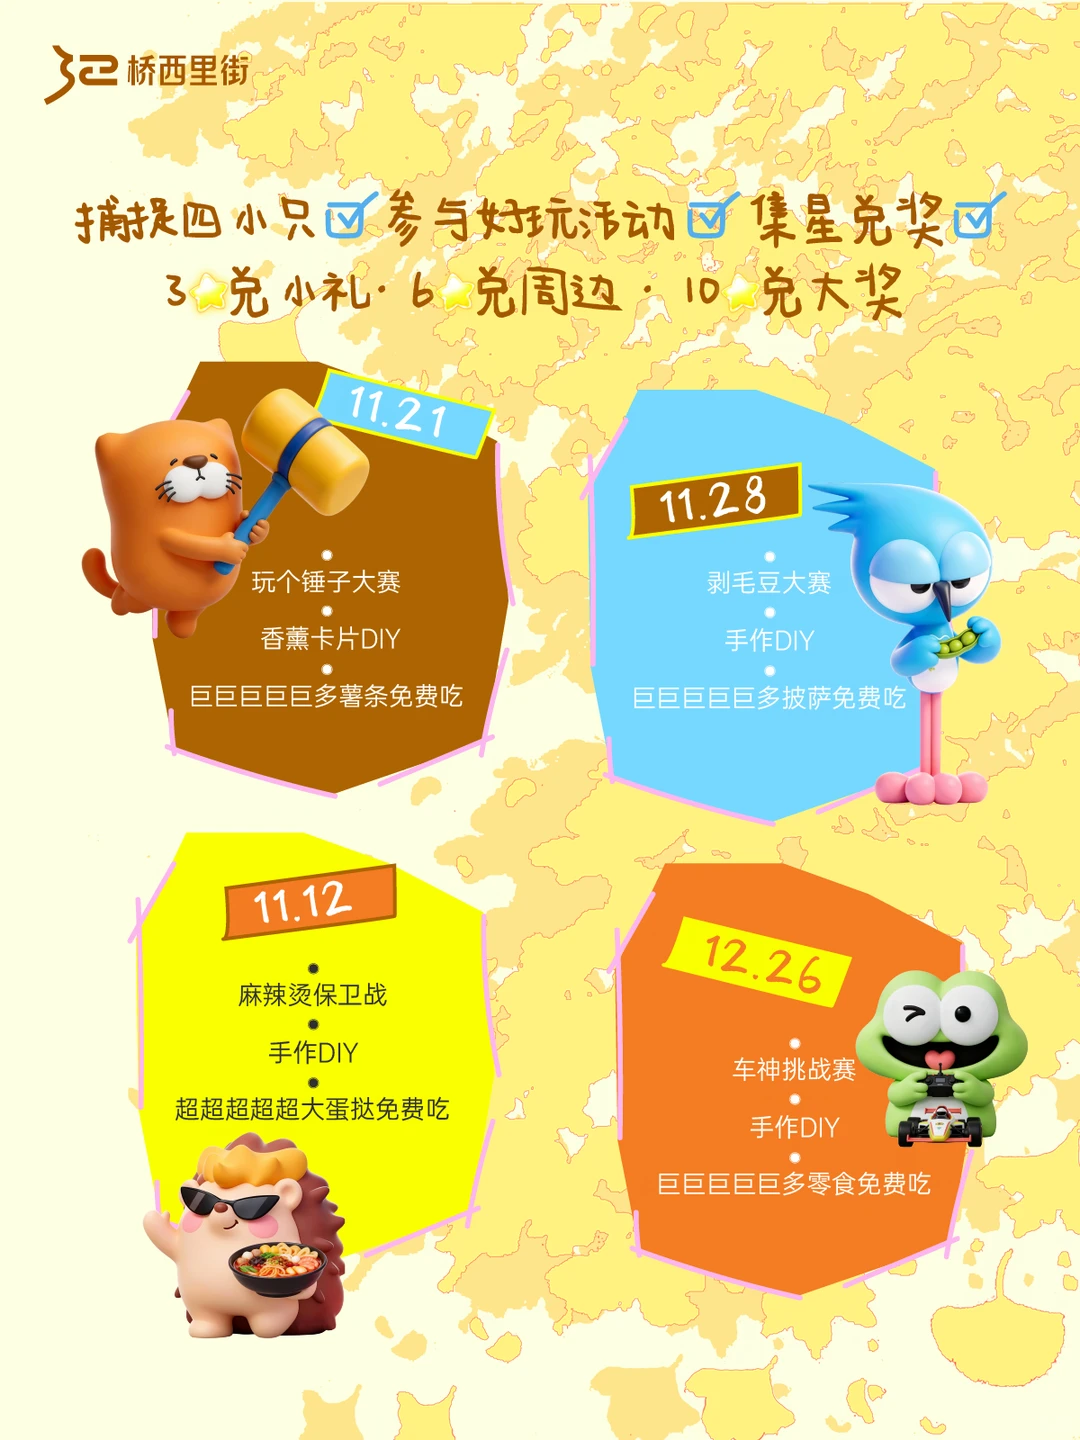 桥西里街
捕捉四小只 参与好玩活动 集星兑奖
3⭐兑小礼·6⭐兑周边·10⭐兑大奖
11.21
玩个锤子大赛
香薰卡片DIY
巨巨巨巨巨多薯条免费吃
11.28
剥毛豆大赛
手作DIY
巨巨巨巨巨多披萨免费吃
11.12
麻辣烫保卫战
手作DIY
超超超超超大蛋挞免费吃
12.26
车神挑战赛
手作DIY
巨巨巨巨巨多零食免费吃